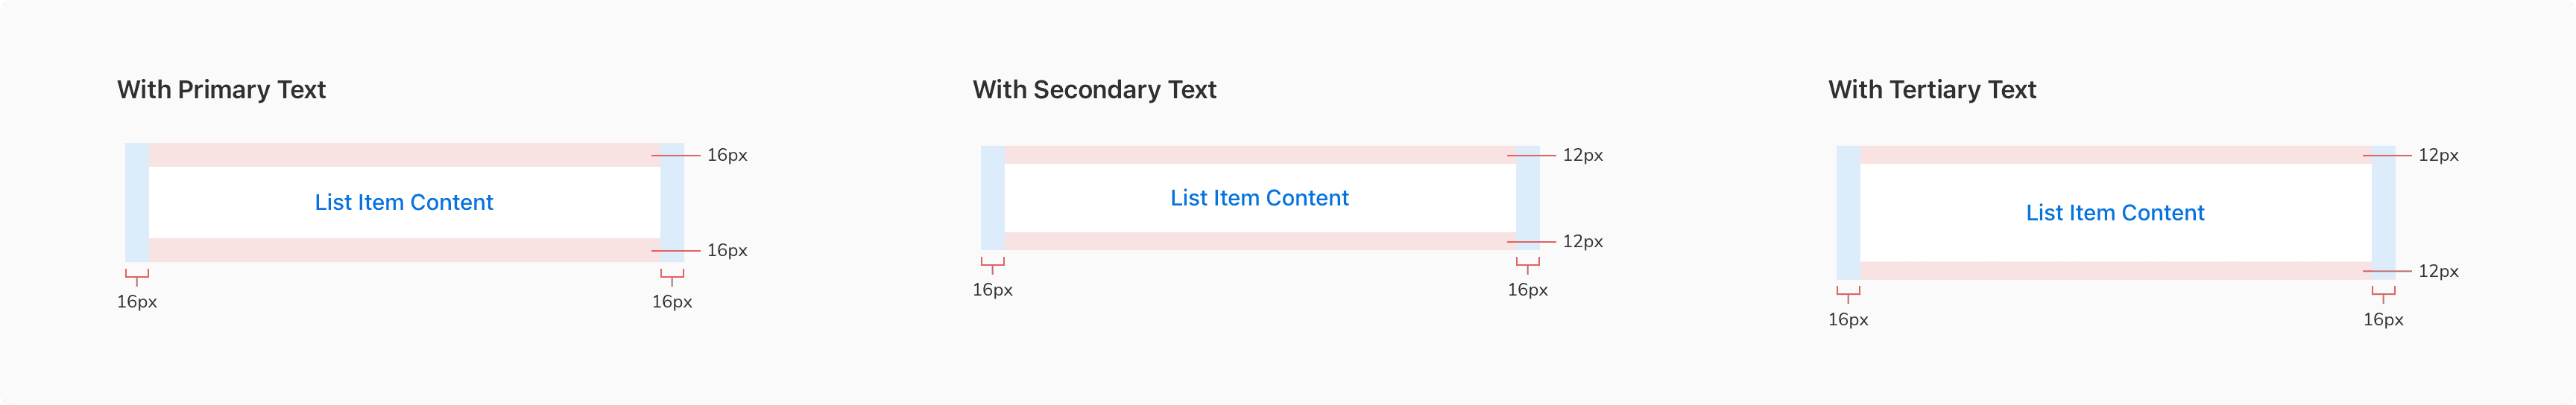 With Primary Text
16px
List Item Content
16px
16px
16px
With Secondary Text
12px
List Item Content
12px
16px
16px
With Tertiary Text
12px
List Item Content
12px
16px
16px